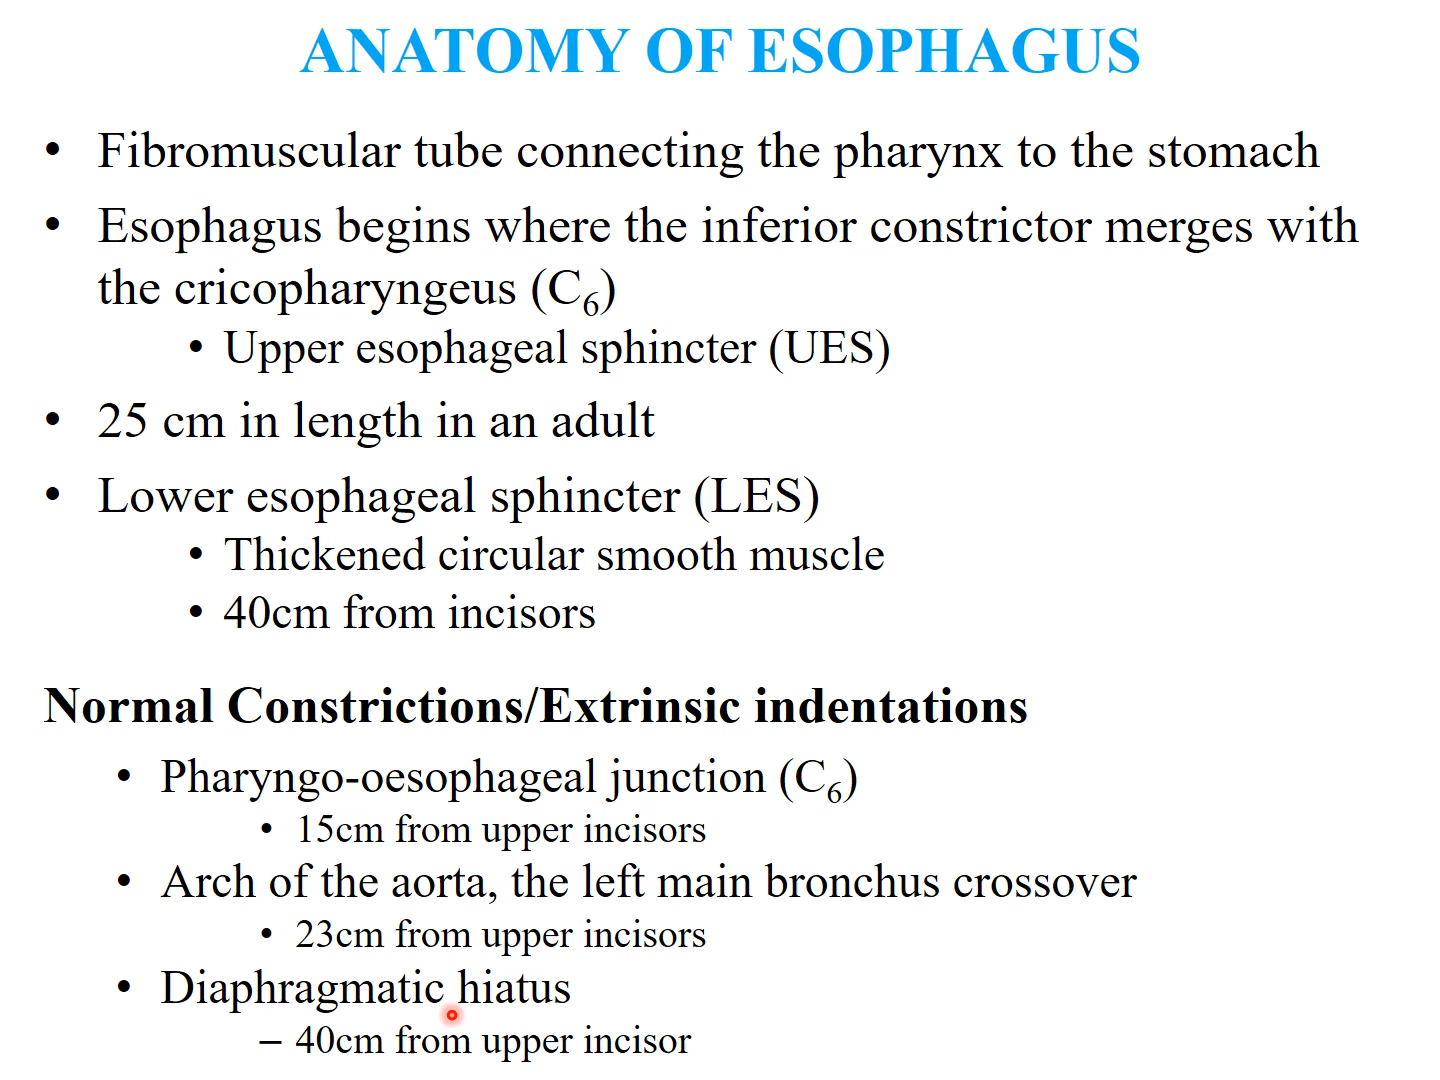 ANATOMY OF ESOPHAGUS
• Fibromuscular tube connecting the pharynx to the stomach
• Esophagus begins where the inferior constrictor merges with
the cricopharyngeus (C₆)
• Upper esophageal sphincter (UES)
• 25 cm in length in an adult
• Lower esophageal sphincter (LES)
• Thickened circular smooth muscle
• 40cm from incisors
Normal Constrictions/Extrinsic indentations
• Pharyngo-oesophageal junction (C₆)
• 15cm from upper incisors
• Arch of the aorta, the left main bronchus crossover
• 23cm from upper incisors
• Diaphragmatic hiatus
– 40cm from upper incisor